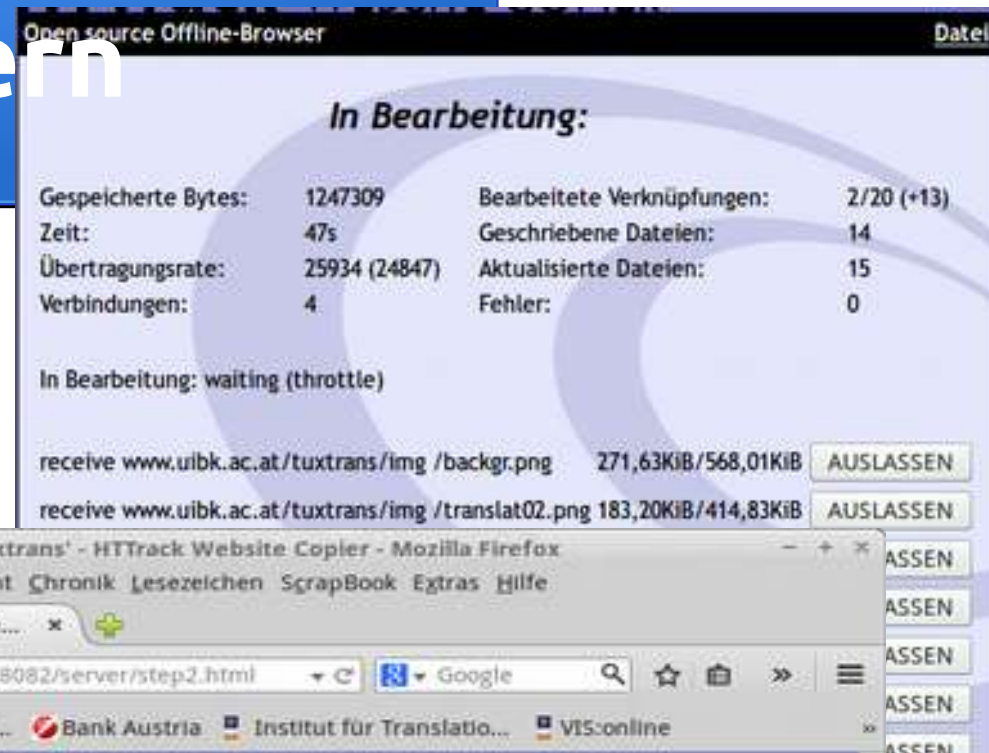 ern
Open source Offline-Browser Datei
In Bearbeitung:
Gespeicherte Bytes: 1247309 Bearbeitete Verknüpfungen: 2/20 (+13)
Zeit: 47s Geschriebene Dateien: 14
Übertragungsrate: 25934 (24847) Aktualisierte Dateien: 15
Verbindungen: 4 Fehler: 0
In Bearbeitung: waiting (throttle)
receive www.uibk.ac.at/tuxtrans/img /backgr.png 271,63KiB/568,01KiB AUSLASSEN
receive www.uibk.ac.at/tuxtrans/img /translat02.png 183,20KiB/414,83KiB AUSLASSEN
xtrans' - HTTrack Website Copier - Mozilla Firefox - + ×
ASSEN
Chronik Lesezeichen ScrapBook Extras Hilfe
ASSEN
8082/server/step2.html Google
ASSEN
ASSEN
... Bank Austria Institut für Translatio... VIS:online »
ASSEN